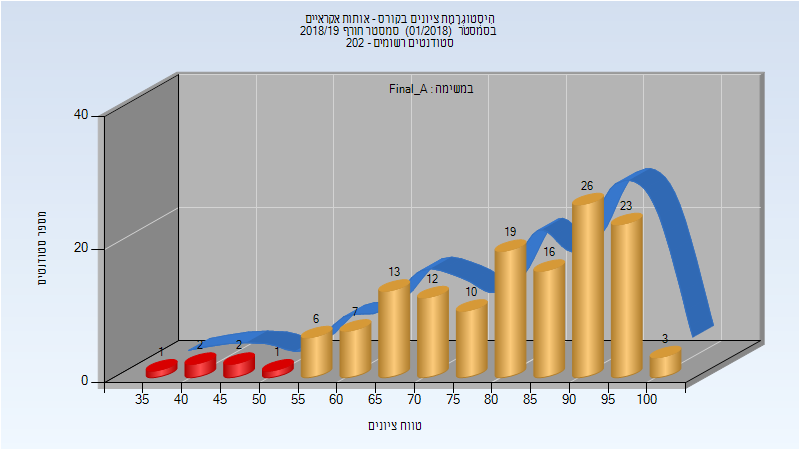 היסטוגרמת ציונים בקורס - אותות אקראיים
בסמסטר (01/2018) סמסטר חורף 2018/19
סטודנטים רשומים - 202
במשימה : Final_A
מספר סטודנטים
40
20
0
1
2
2
1
6
7
13
12
10
19
16
26
23
3
35 40 45 50 55 60 65 70 75 80 85 90 95 100
טווח ציונים